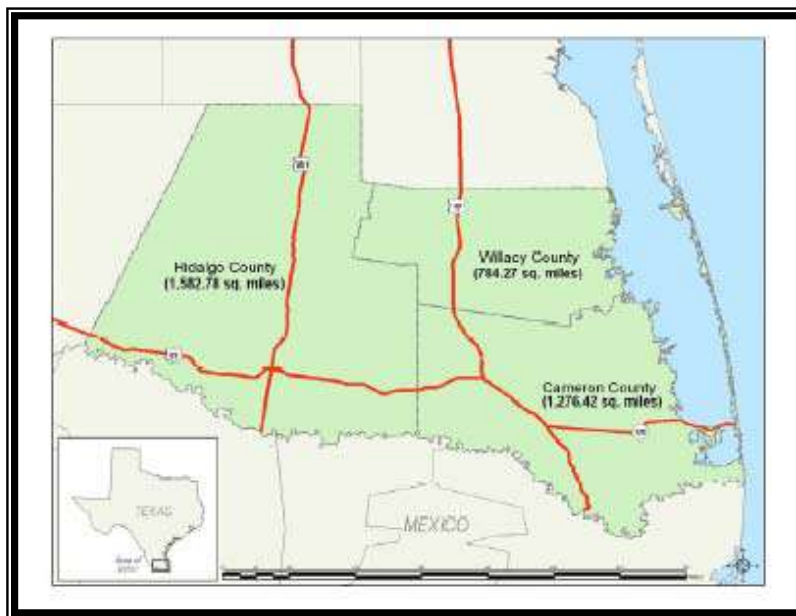 Hidalgo County
(1,582.78 sq. miles)
Willacy County
(784.27 sq. miles)
Cameron County
(1,276.42 sq. miles)
TEXAS
MEXICO